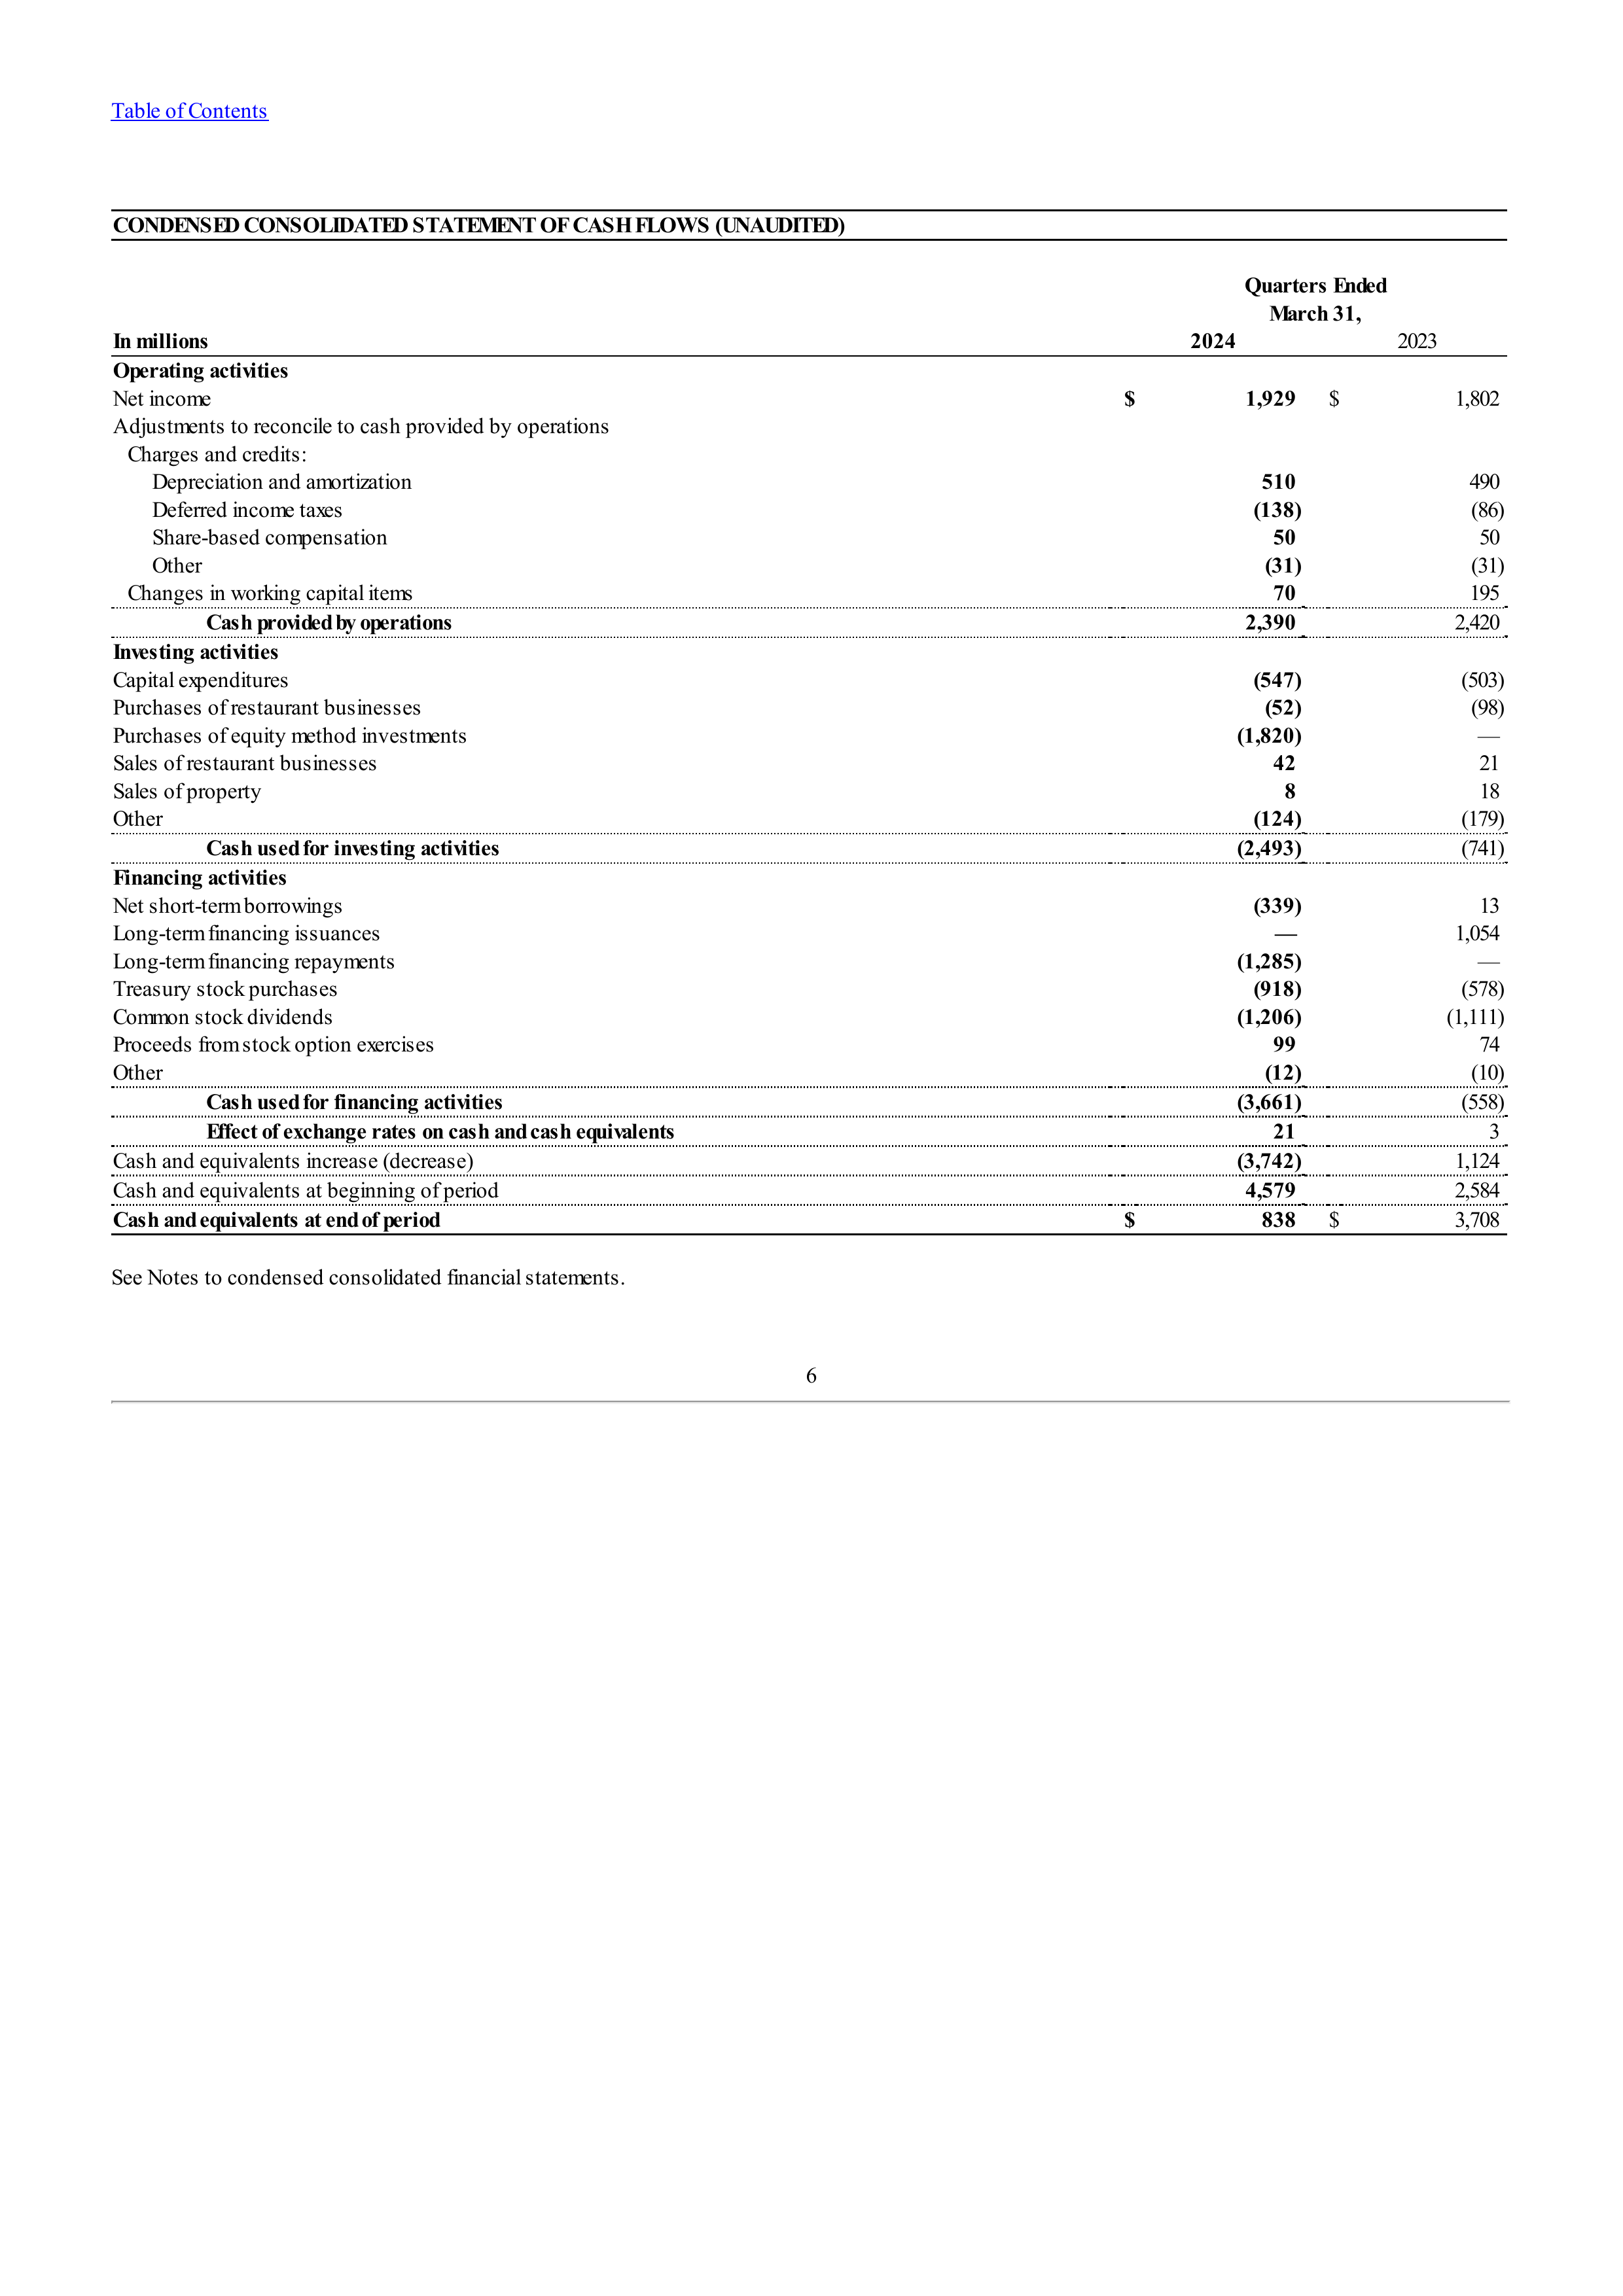 Table of Contents
CONDENSED CONSOLIDATED STATEMENT OF CASH FLOWS (UNAUDITED)
Quarters Ended
March 31,
In millions 2024 2023
Operating activities
Net income $ 1,929 $ 1,802
Adjustments to reconcile to cash provided by operations
Charges and credits:
Depreciation and amortization 510 490
Deferred income taxes (138) (86)
Share-based compensation 50 50
Other (31) (31)
Changes in working capital items 70 195
Cash provided by operations 2,390 2,420
Investing activities
Capital expenditures (547) (503)
Purchases of restaurant businesses (52) (98)
Purchases of equity method investments (1,820) —
Sales of restaurant businesses 42 21
Sales of property 8 18
Other (124) (179)
Cash used for investing activities (2,493) (741)
Financing activities
Net short-term borrowings (339) 13
Long-term financing issuances — 1,054
Long-term financing repayments (1,285) —
Treasury stock purchases (918) (578)
Common stock dividends (1,206) (1,111)
Proceeds from stock option exercises 99 74
Other (12) (10)
Cash used for financing activities (3,661) (558)
Effect of exchange rates on cash and cash equivalents 21 3
Cash and equivalents increase (decrease) (3,742) 1,124
Cash and equivalents at beginning of period 4,579 2,584
Cash and equivalents at end of period $ 838 $ 3,708
See Notes to condensed consolidated financial statements.
6